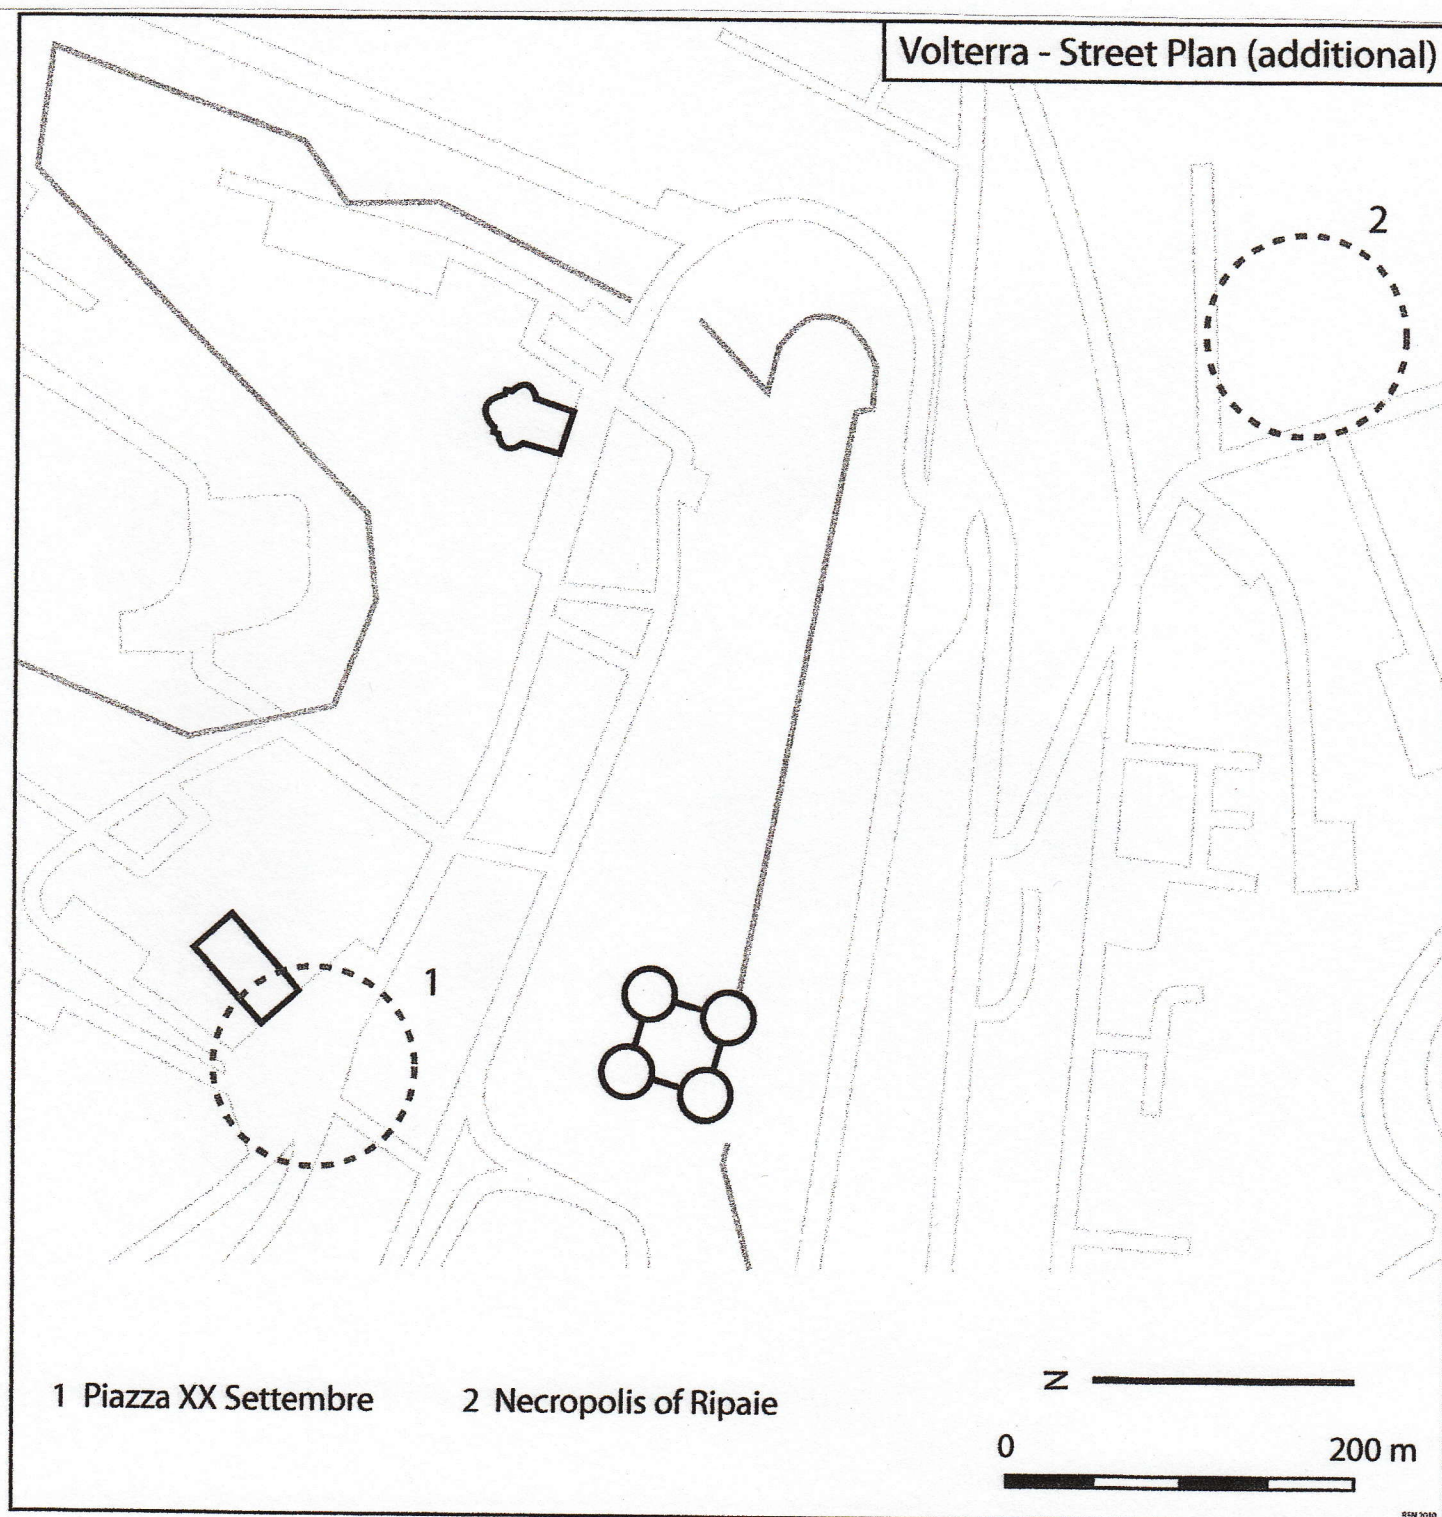 Volterra - Street Plan (additional)
2
1
1 Piazza XX Settembre
2 Necropolis of Ripaie
N
0
200 m